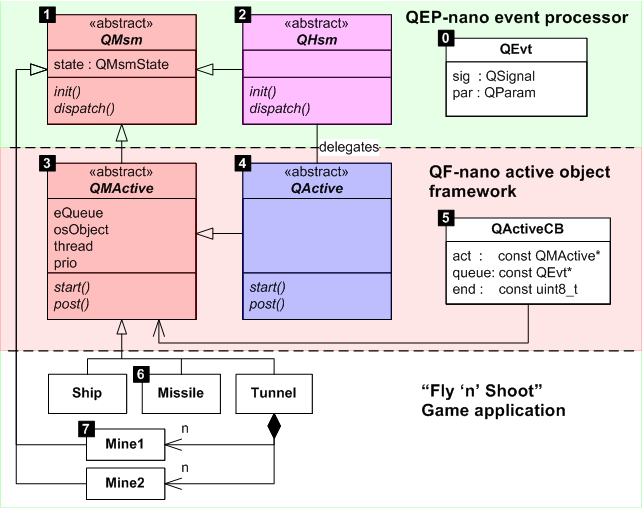 1
«abstract»
QMsm
state : QMsmState
init()
dispatch()
2
«abstract»
QHsm
init()
dispatch()
QEP-nano event processor
0
QEvt
sig : QSignal
par : QParam
delegates
3
«abstract»
QMActive
eQueue
osObject
thread
prio
start()
post()
4
«abstract»
QActive
start()
post()
QF-nano active object
framework
5
QActiveCB
act : const QMActive*
queue: const QEvt*
end : const uint8_t
Ship
6
Missile
Tunnel
“Fly ‘n’ Shoot”
Game application
7
Mine1
n
Mine2
n